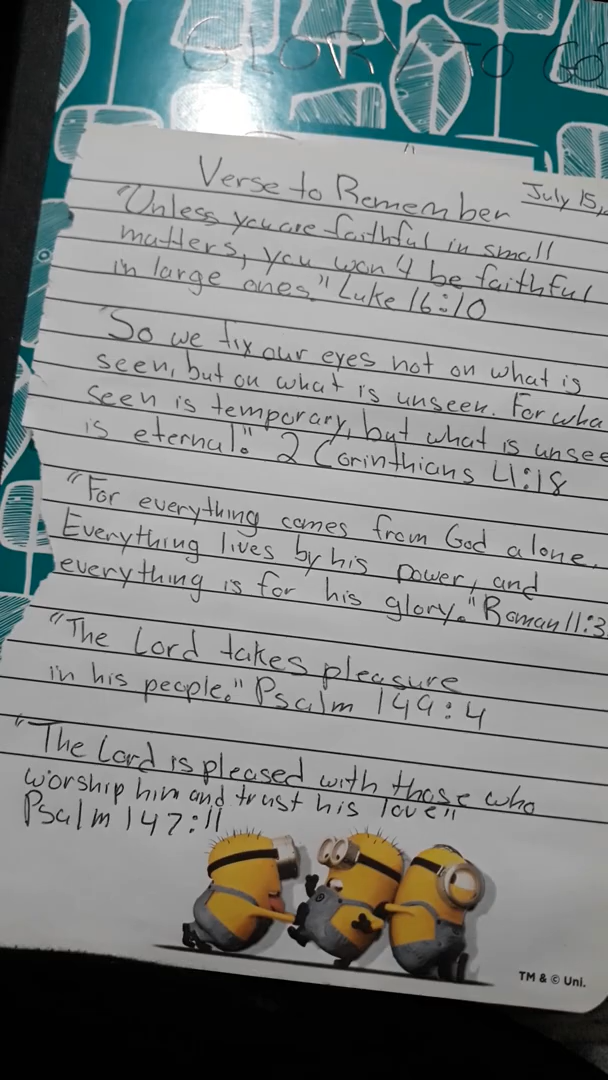 GLORY TO GO
Verse to Remember
July 15,
"Unless you are faithful in small
matters, you won't be faithful
in large ones." Luke 16:10
"So we fix our eyes not on what is
seen, but on what is unseen. For wha
seen is temporary, but what is unsee
is eternal." 2 Corinthians 4:18
"For everything comes from God alone.
Everything lives by his power, and
everything is for his glory." Roman 11:3
"The Lord takes pleasure
in his people." Psalm 149:4
"The Lord is pleased with those who
worship him and trust his love"
Psalm 147:11
TM & © Uni.